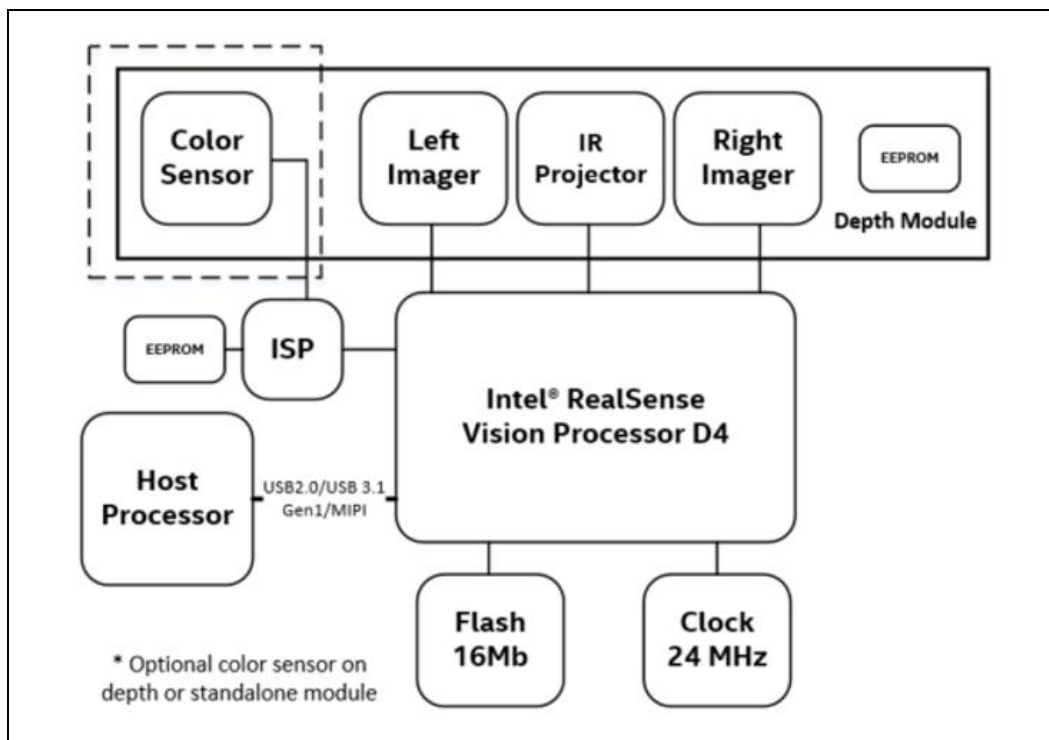 Color
Sensor
Left
Imager
IR
Projector
Right
Imager
EEPROM
Depth Module
EEPROM
ISP
Intel® RealSense
Vision Processor D4
Host
Processor
USB2.0/USB 3.1
Gen1/MIPI
Flash
16Mb
Clock
24 MHz
* Optional color sensor on
depth or standalone module